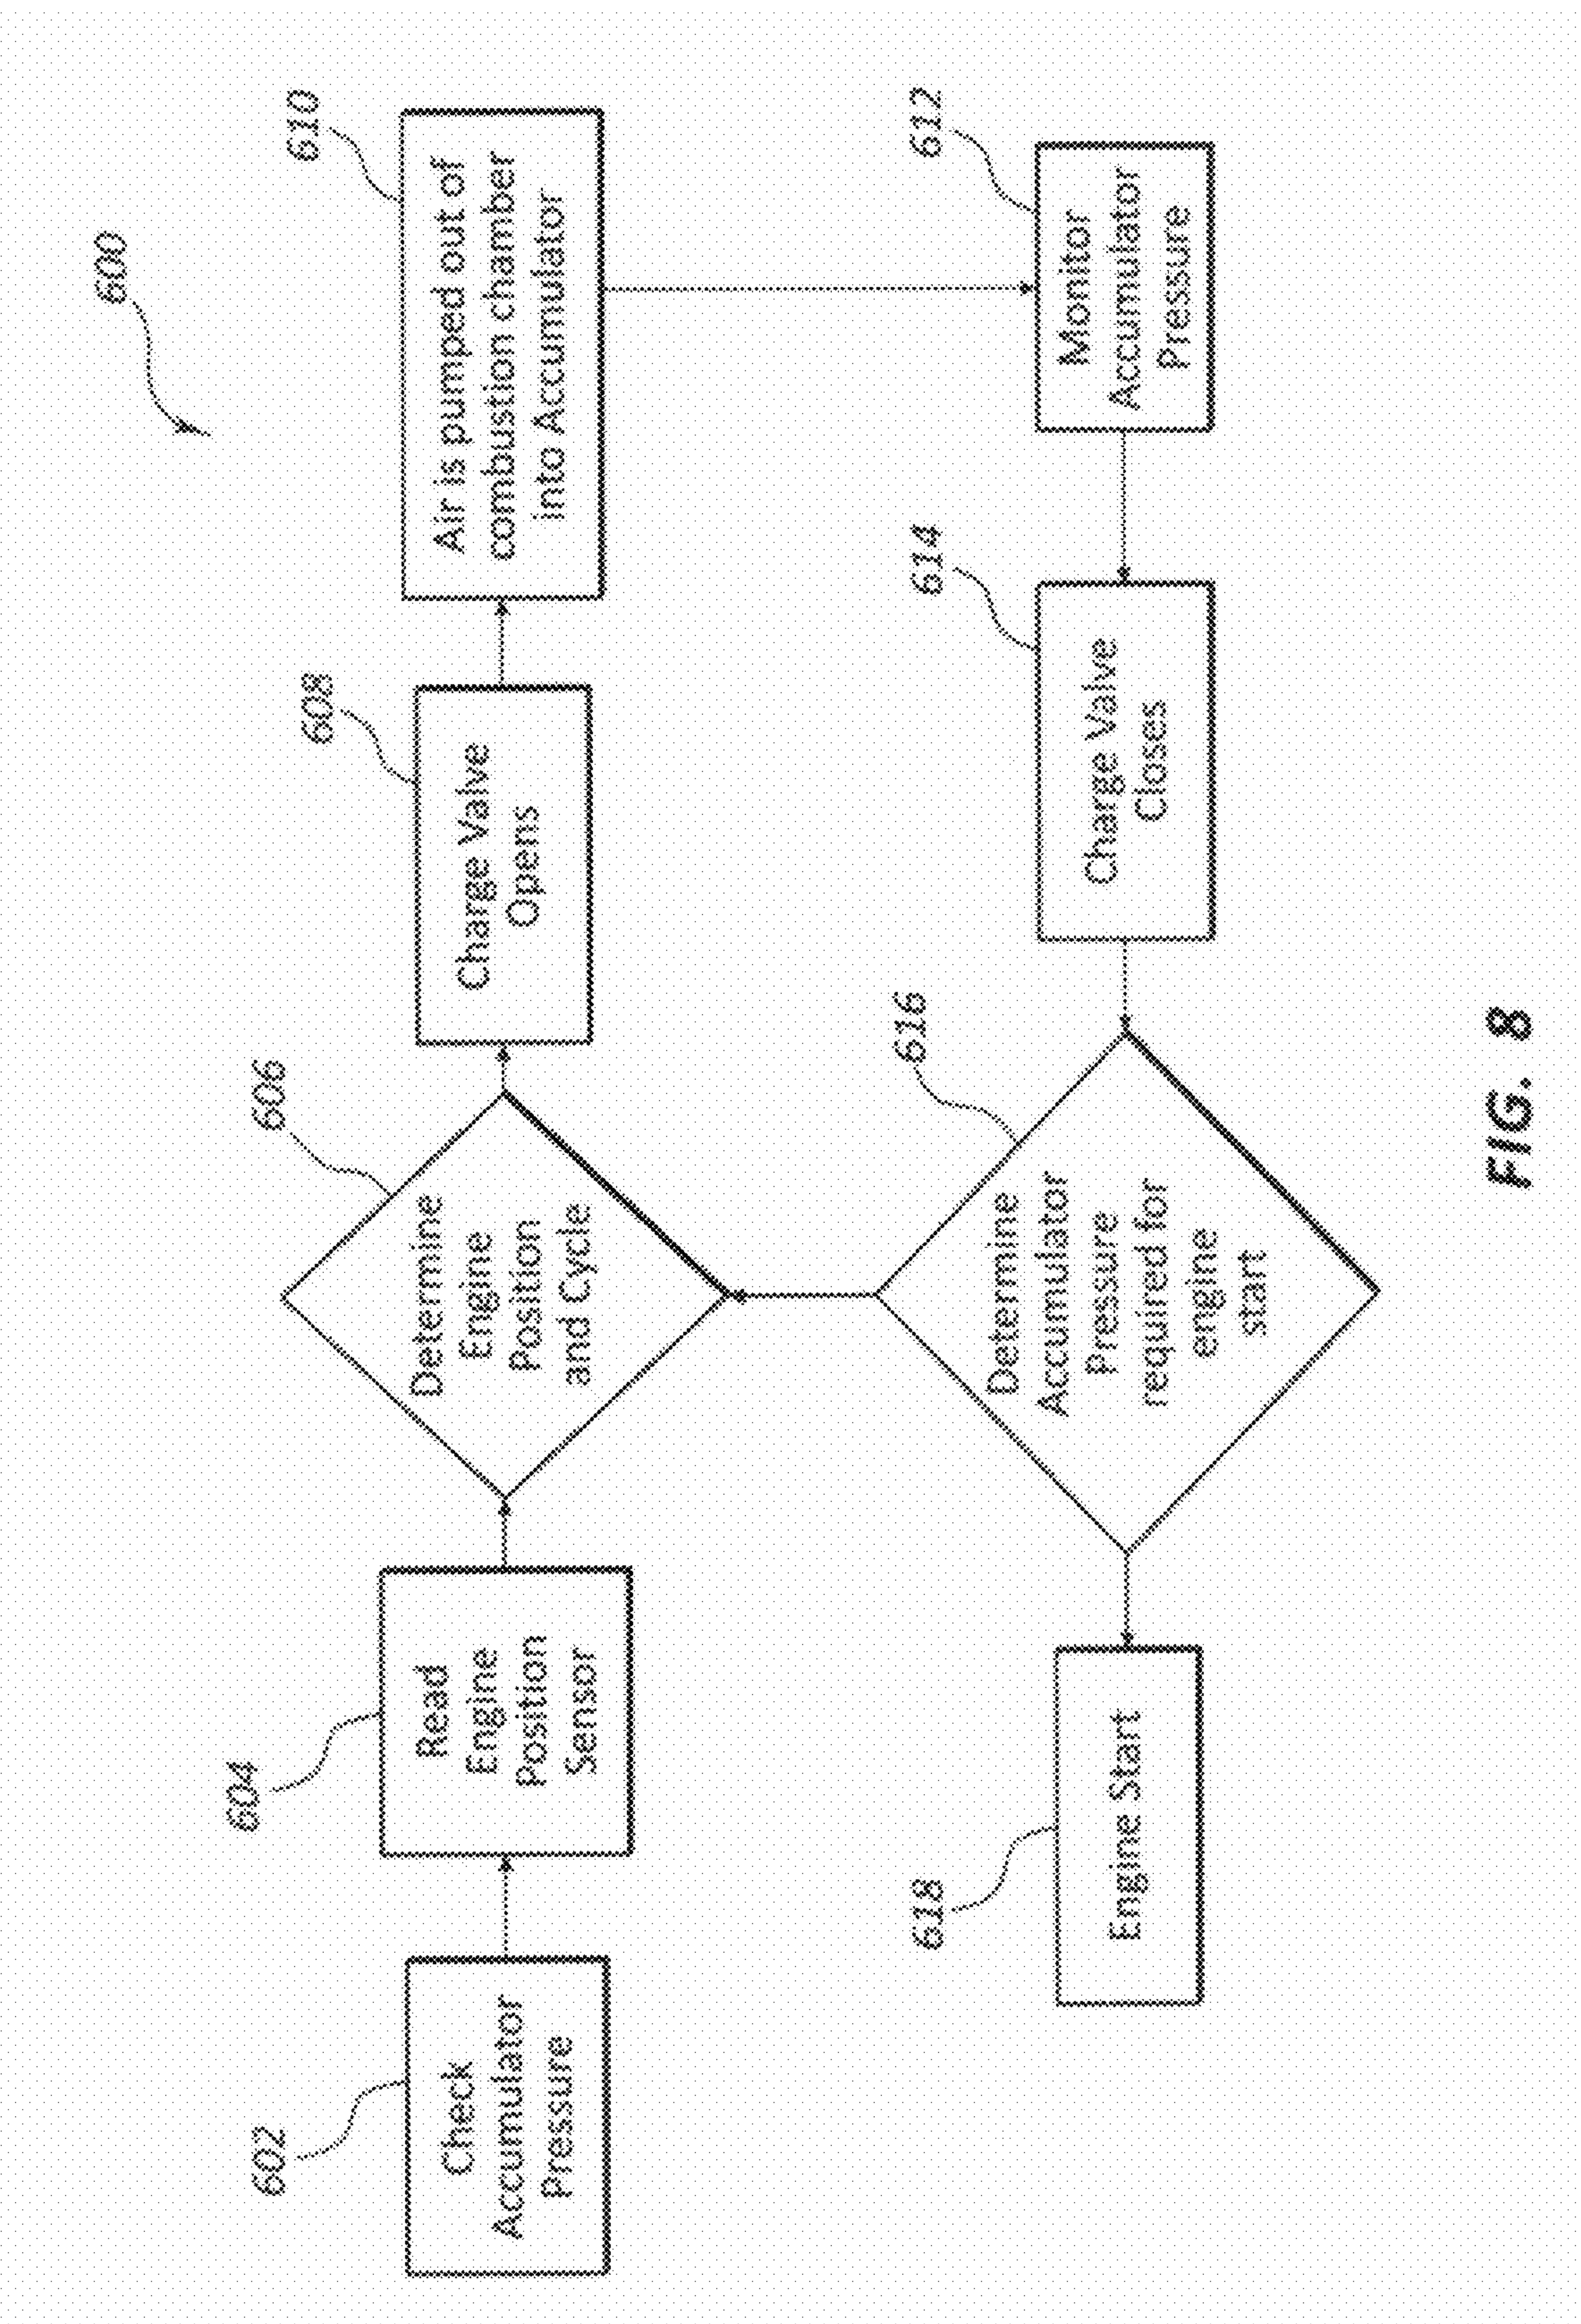 600
602
Check
Accumulator
Pressure
604
Read
Engine
Position
Sensor
606
Determine
Engine
Position
and Cycle
608
Charge Valve
Opens
610
Air is pumped out of
combustion chamber
into Accumulator
612
Monitor
Accumulator
Pressure
614
Charge Valve
Closes
616
Determine
Accumulator
Pressure
required for
engine
start
618
Engine Start
FIG. 8